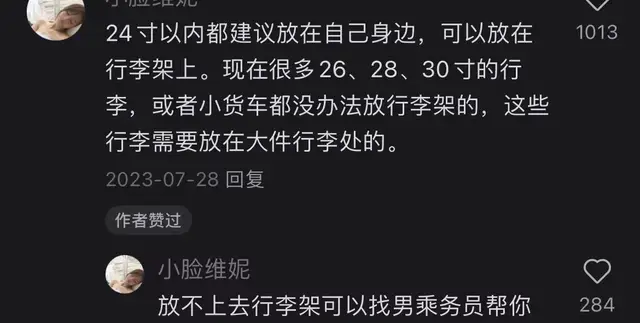 小脸维妮
24寸以内都建议放在自己身边，可以放在
1013
行李架上。现在很多26、28、30寸的行
李，或者小货车都没办法放行李架的，这些
行李需要放在大件行李处的。
2023-07-28 回复
作者赞过
小脸维妮
放不上去行李架可以找男乘务员帮你
284